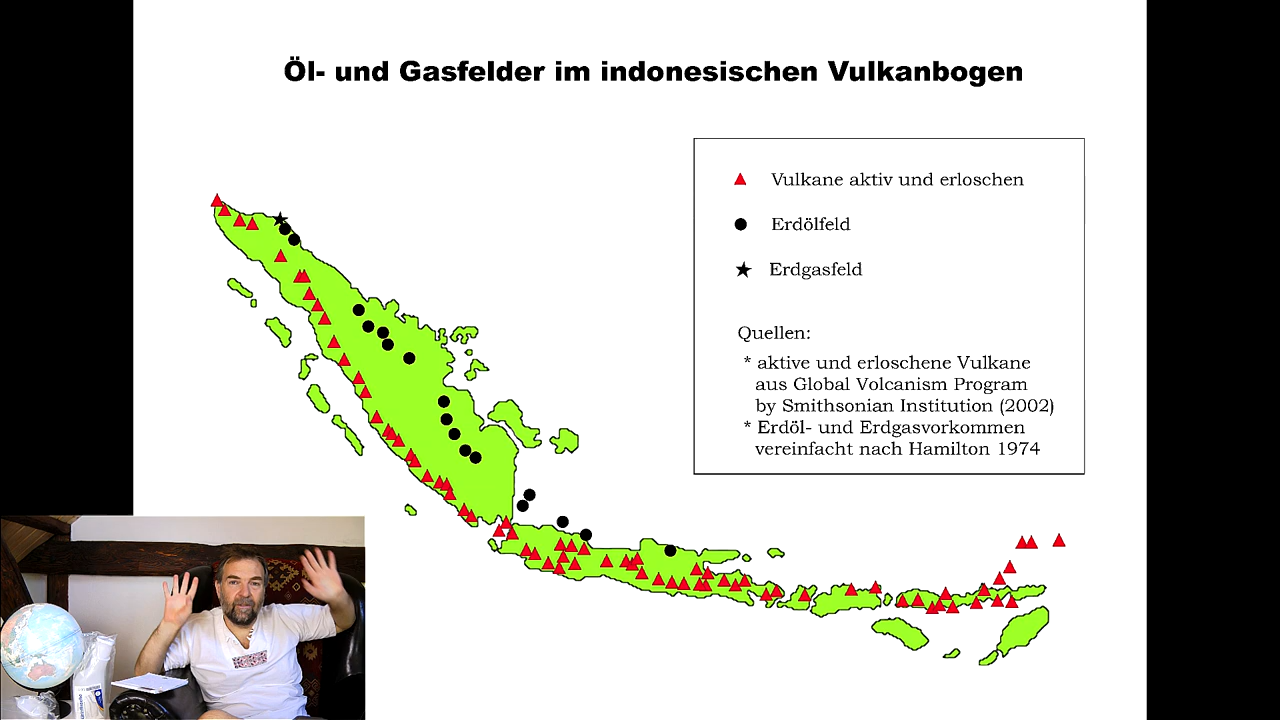 Öl- und Gasfelder im indonesischen Vulkanbogen
Vulkane aktiv und erloschen
Erdölfeld
Erdgasfeld
Quellen:
* aktive und erloschene Vulkane
aus Global Volcanism Program
by Smithsonian Institution (2002)
* Erdöl- und Erdgasvorkommen
vereinfacht nach Hamilton 1974